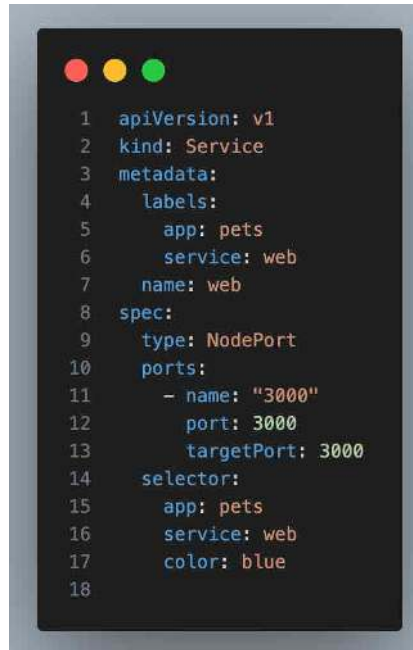 1 apiVersion: v1
2 kind: Service
3 metadata:
4   labels:
5     app: pets
6     service: web
7   name: web
8 spec:
9   type: NodePort
10   ports:
11     - name: "3000"
12       port: 3000
13       targetPort: 3000
14   selector:
15     app: pets
16     service: web
17     color: blue
18